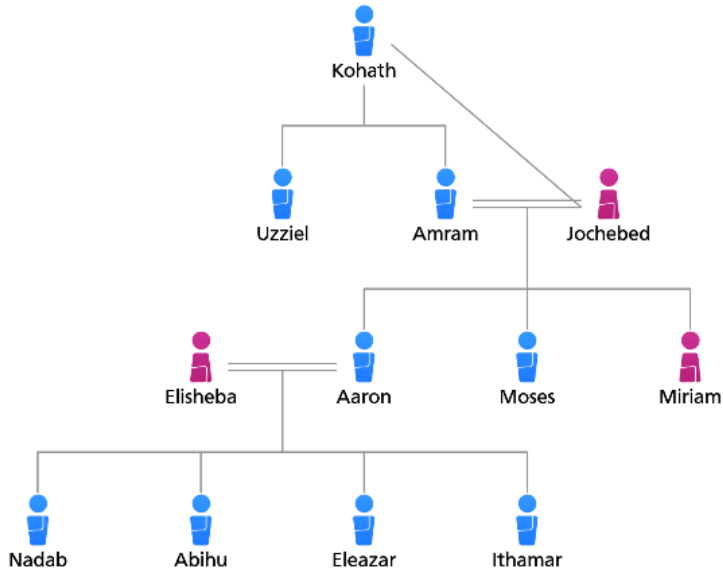 Kohath
Uzziel
Amram
Jochebed
Elisheba
Aaron
Moses
Miriam
Nadab
Abihu
Eleazar
Ithamar